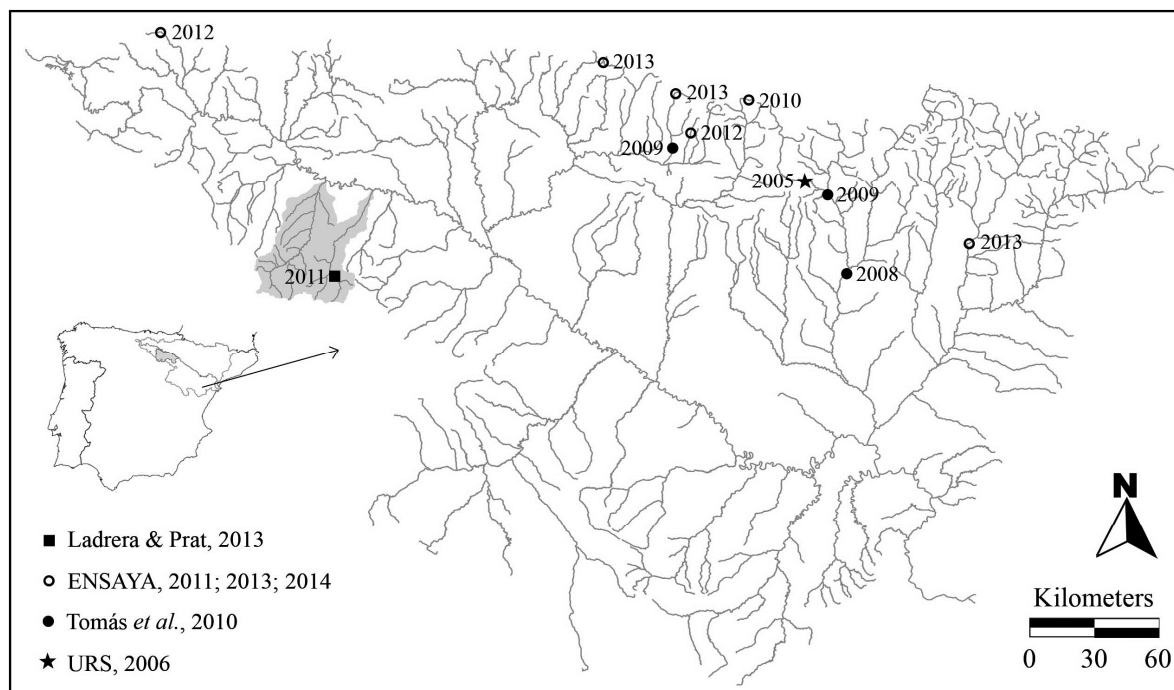 2012
2013
2013
2010
2012
2009
2005
2009
2013
2011
2008
N
Ladrera & Prat, 2013
ENSAYA, 2011; 2013; 2014
Tomás et al., 2010
URS, 2006
Kilometers
0 30 60